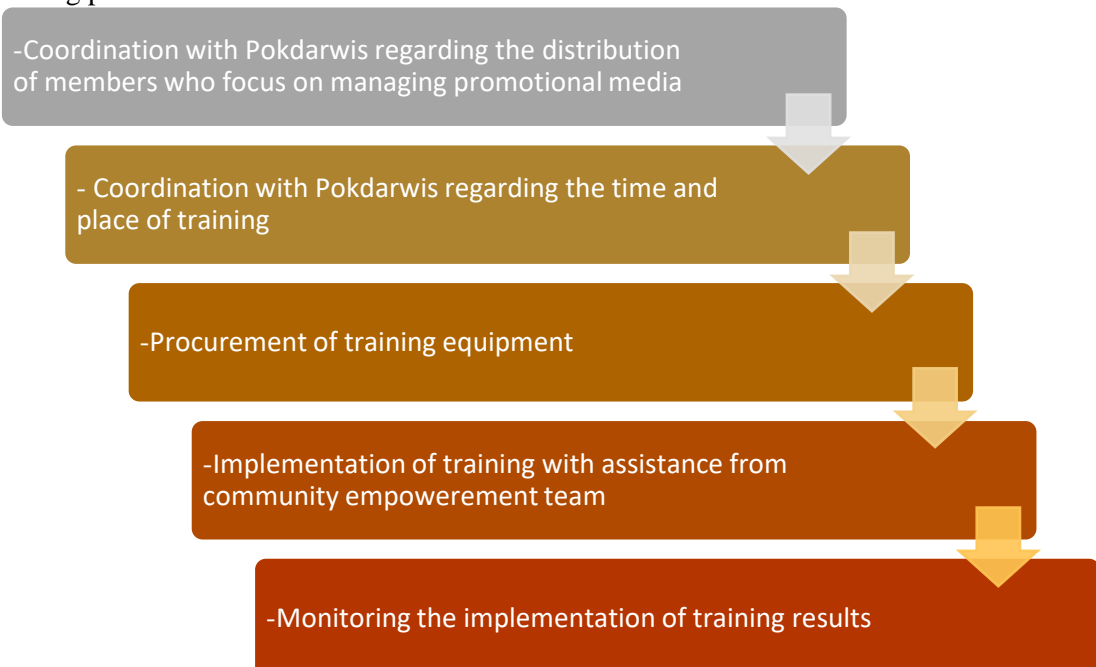 -Coordination with Pokdarwis regarding the distribution
of members who focus on managing promotional media
- Coordination with Pokdarwis regarding the time and
place of training
-Procurement of training equipment
-Implementation of training with assistance from
community empowerement team
-Monitoring the implementation of training results